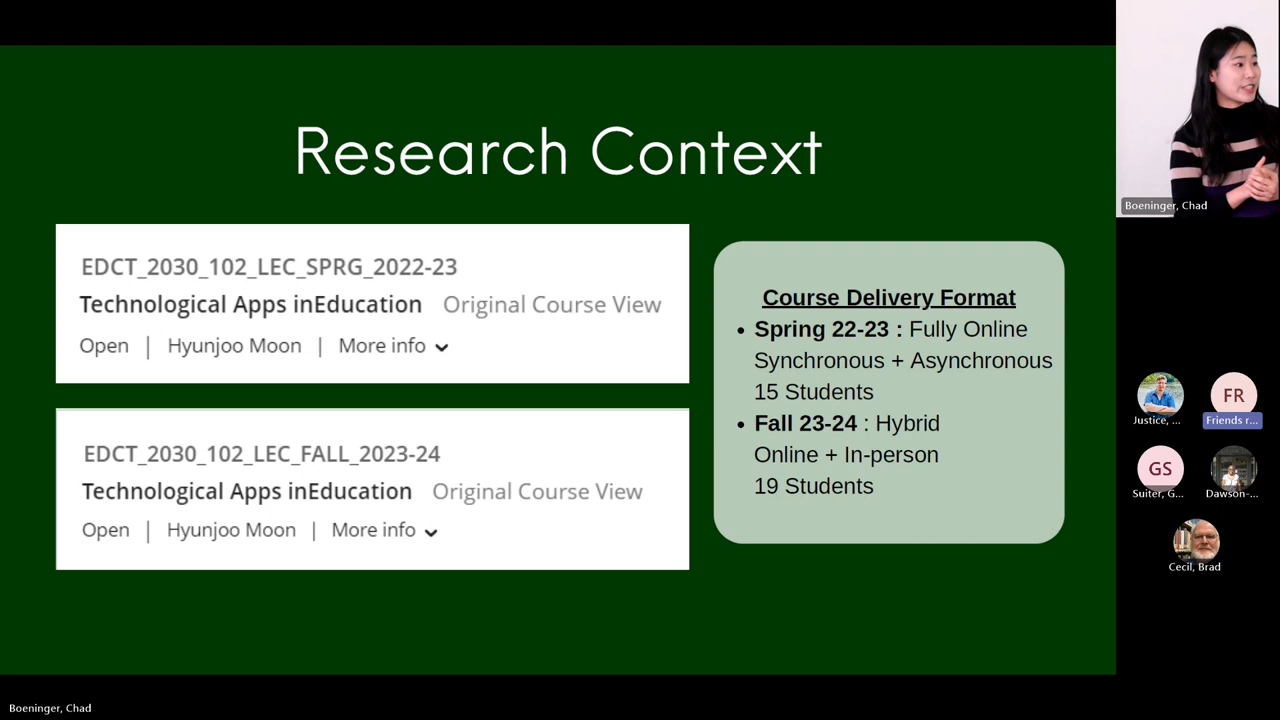 Research Context
EDCT_2030_102_LEC_SPRG_2022-23
Technological Apps inEducation Original Course View
Open | Hyunjoo Moon | More info
EDCT_2030_102_LEC_FALL_2023-24
Technological Apps inEducation Original Course View
Open | Hyunjoo Moon | More info
Course Delivery Format
• Spring 22-23 : Fully Online
Synchronous + Asynchronous
15 Students
• Fall 23-24 : Hybrid
Online + In-person
19 Students
Boeninger, Chad
Justice, ...
FR
Friends r...
GS
Suiter, G...
Dawson-...
Cecil, Brad
Boeninger, Chad